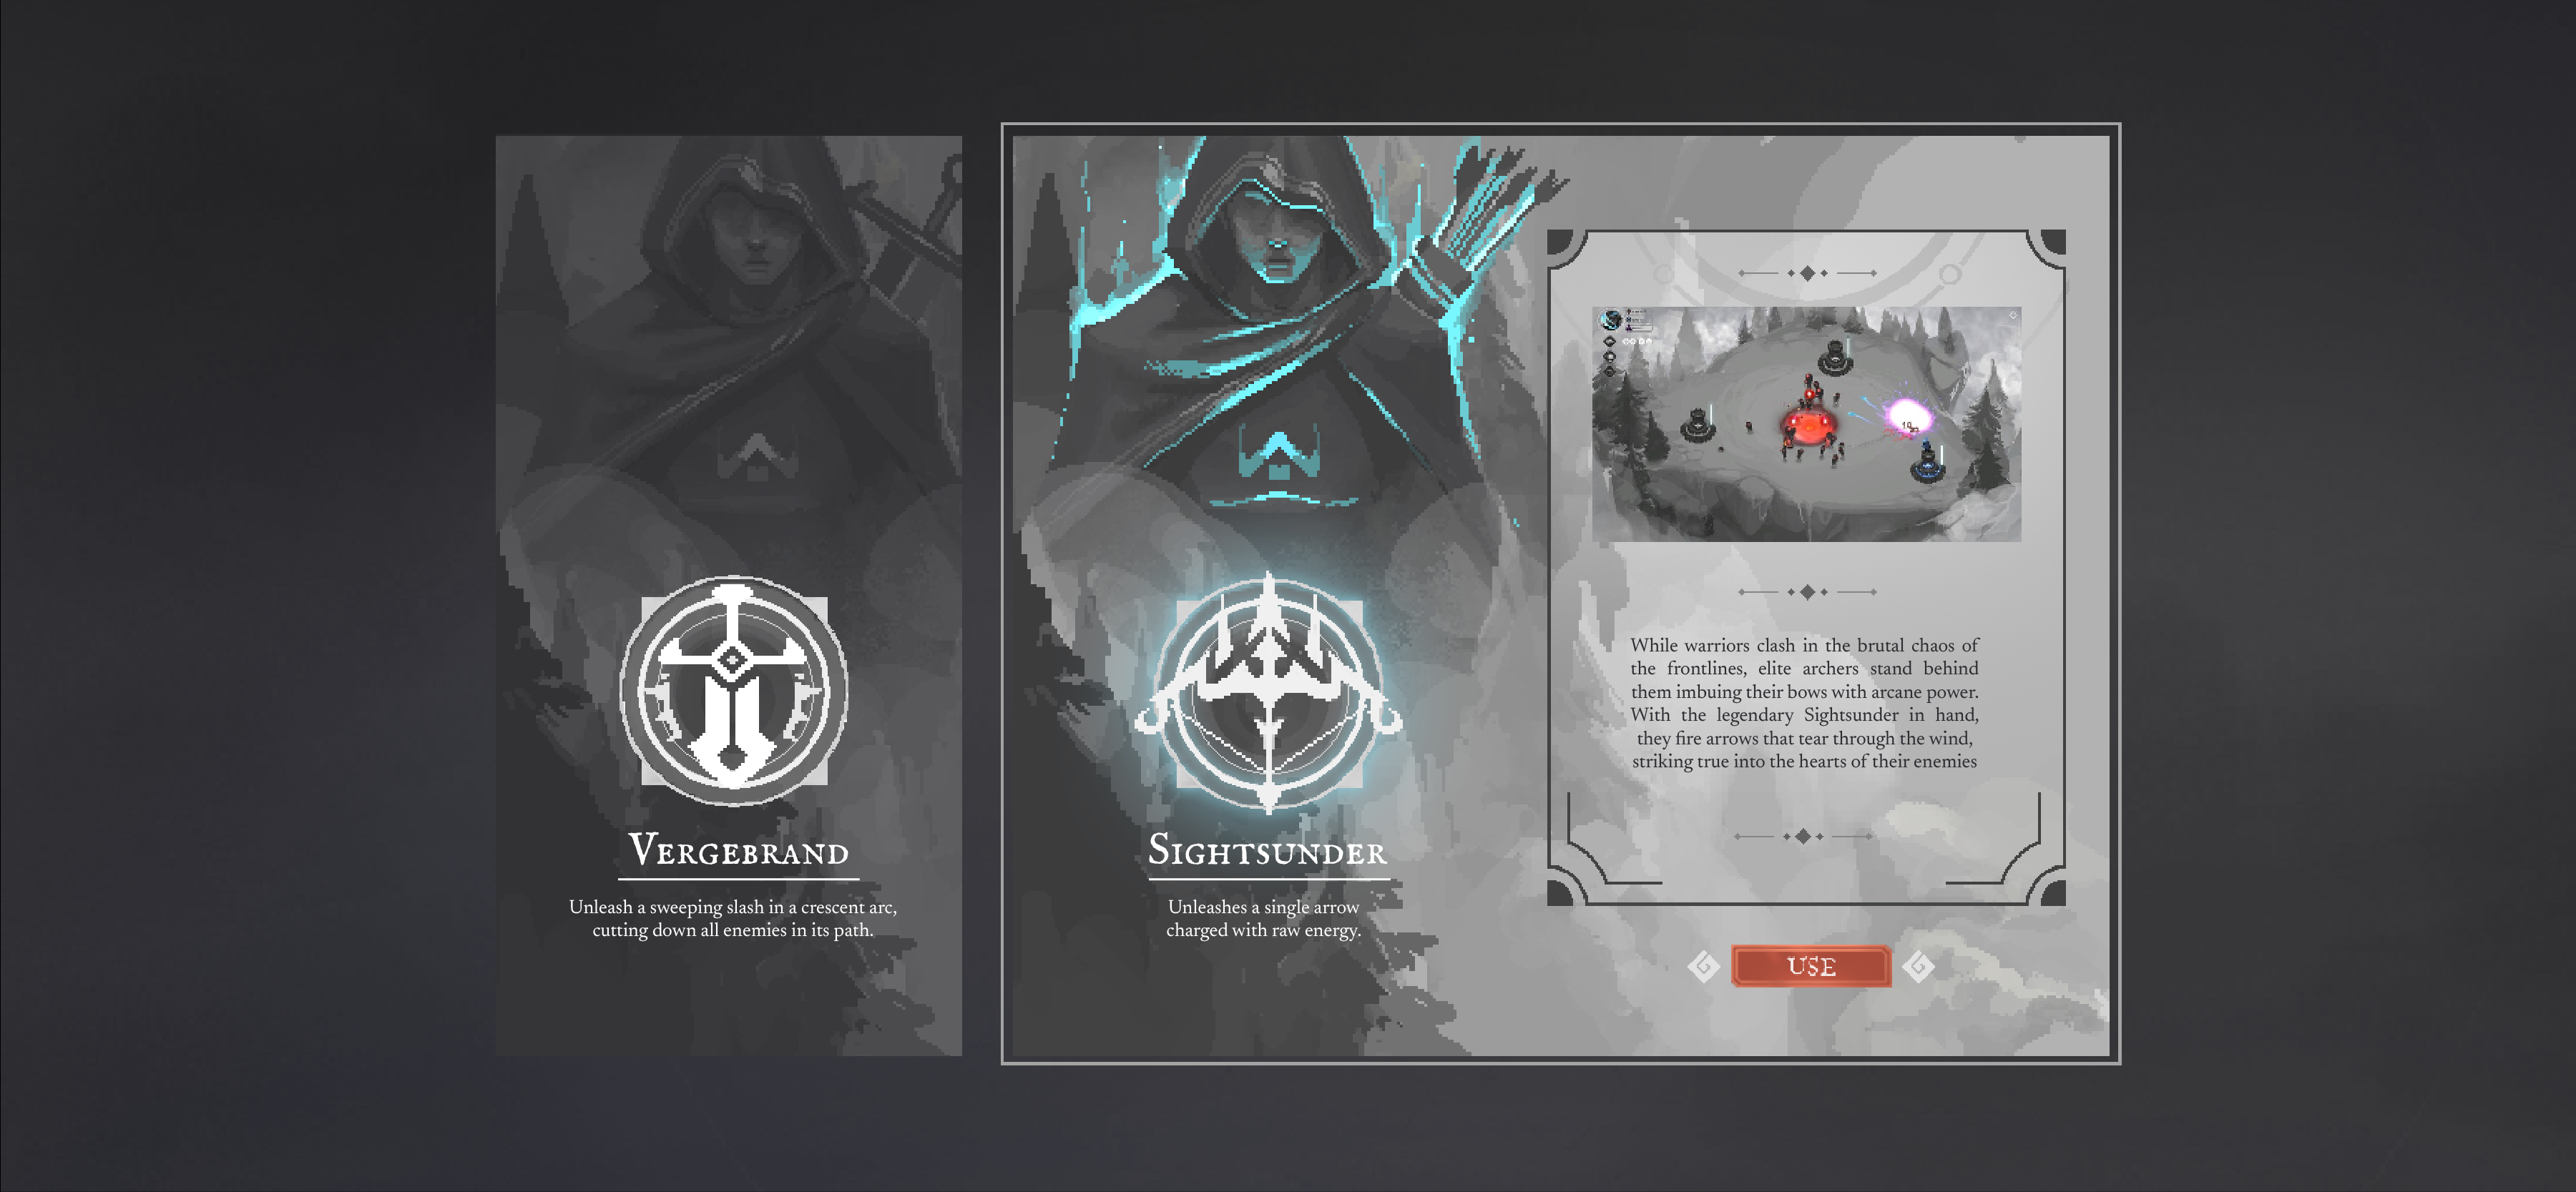 Vergebrand
Unleash a sweeping slash in a crescent arc,
cutting down all enemies in its path.
Sightsunder
Unleashes a single arrow
charged with raw energy.
While warriors clash in the brutal chaos of
the frontlines, elite archers stand behind
them imbuing their bows with arcane power.
With the legendary Sightsunder in hand,
they fire arrows that tear through the wind,
striking true into the hearts of their enemies
USE